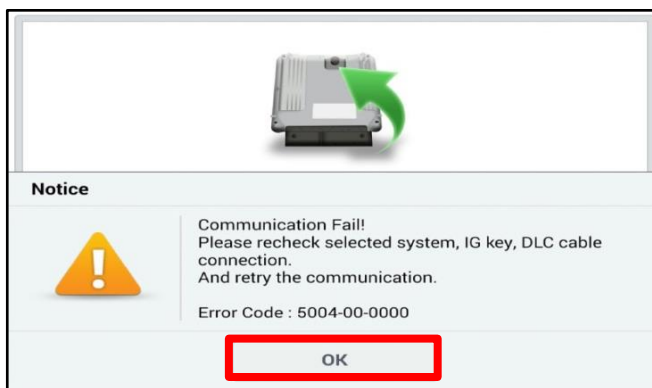 Notice
Communication Fail!
Please recheck selected system, IG key, DLC cable
connection.
And retry the communication.
Error Code : 5004-00-0000
OK